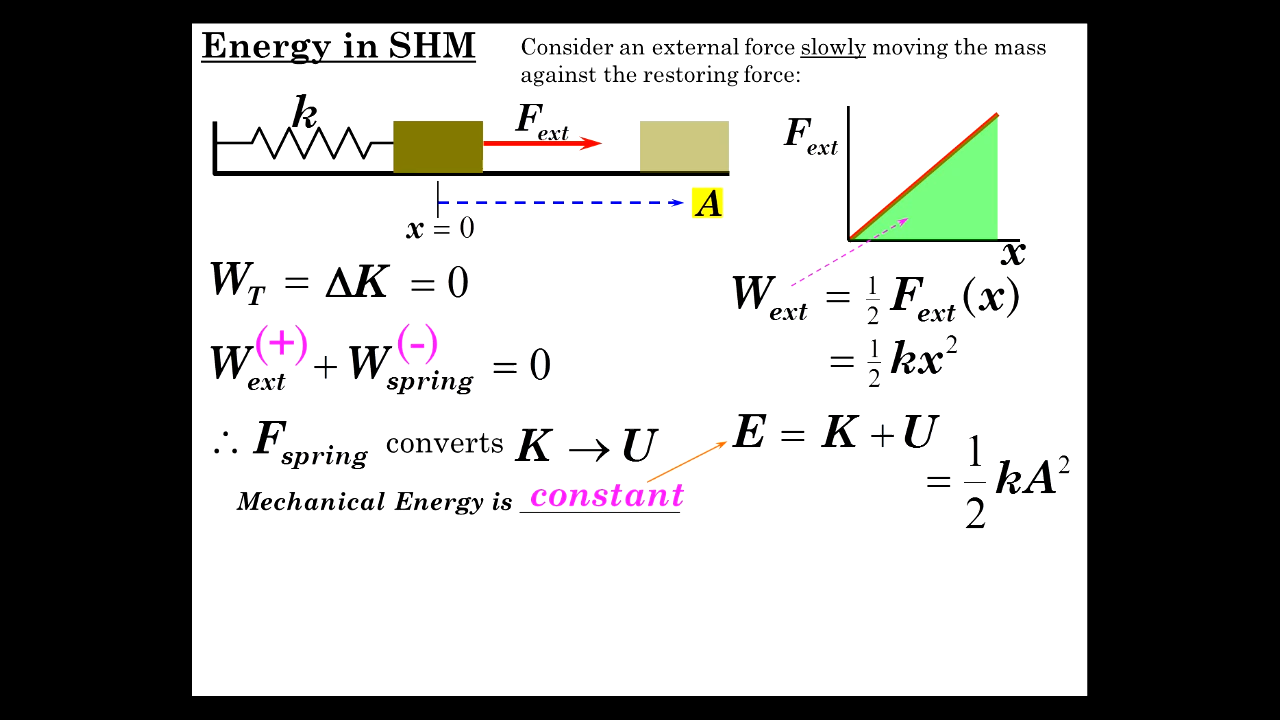 Energy in SHM
Consider an external force slowly moving the mass
against the restoring force:
k
F_ext
A
x = 0
F_ext
x
W_T = ΔK = 0
W_ext = 1/2 F_ext(x)
(+) (-)
W_ext + W_spring = 0
= 1/2 kx²
∴ F_spring converts K → U
E = K + U
= 1/2 kA²
Mechanical Energy is constant